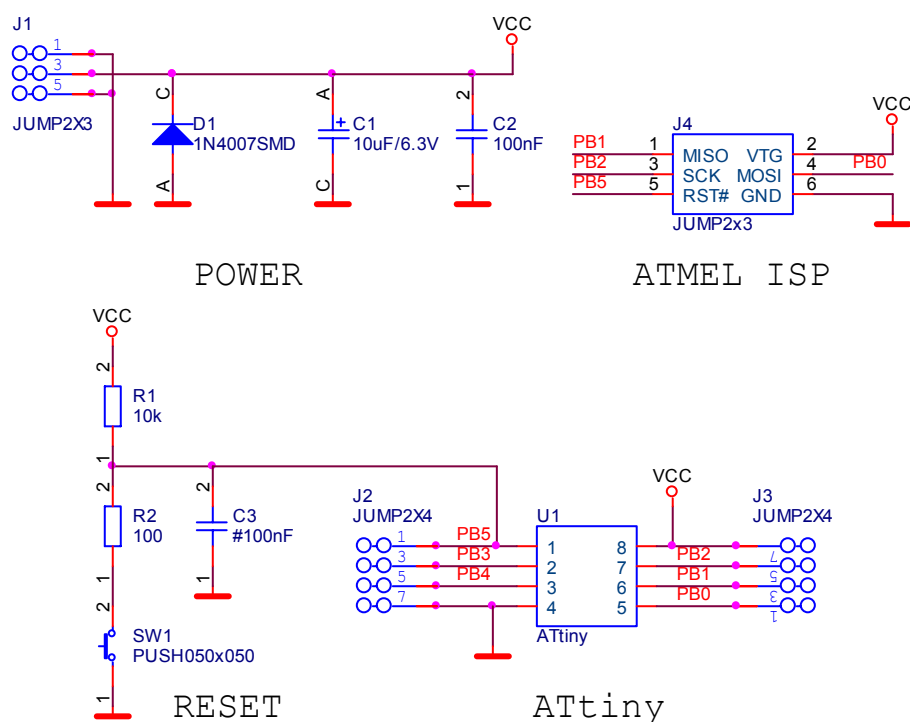 J1
1
3
5
JUMP2X3
C
D1
1N4007SMD
A
A
C1
10uF/6.3V
C
2
C2
100nF
1
VCC
POWER
VCC
J4
PB1
1
MISO
VTG
2
PB2
3
SCK
MOSI
4
PB0
PB5
5
RST#
GND
6
JUMP2x3
ATMEL ISP
VCC
2
R1
10k
1
2
R2
100
1
2
C3
#100nF
1
2
SW1
PUSH050x050
1
RESET
J2
JUMP2X4
1
PB5
3
PB3
5
PB4
7
U1
1
8
2
7
3
6
4
5
ATtiny
VCC
J3
JUMP2X4
PB2
7
PB1
5
PB0
3
1
ATtiny